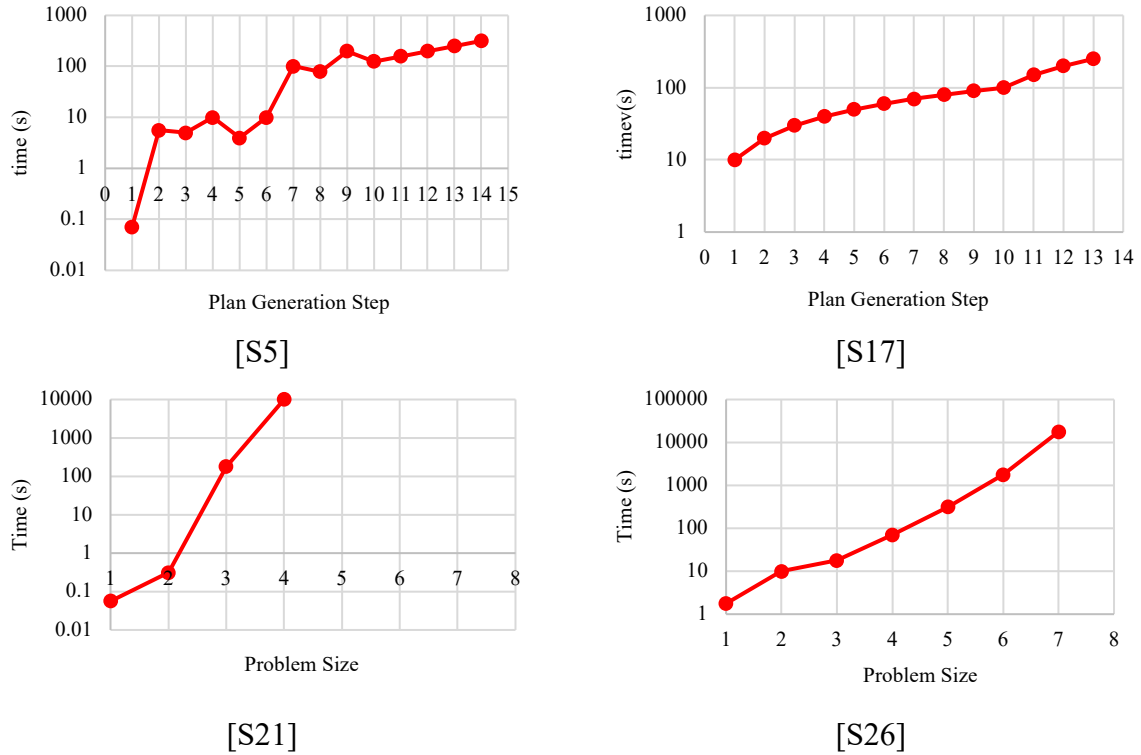 1000
100
10
1
0.1
0.01
0 1 2 3 4 5 6 7 8 9 10 11 12 13 14 15
time (s)
Plan Generation Step
[S5]
1000
100
10
1
0 1 2 3 4 5 6 7 8 9 10 11 12 13 14
timev(s)
Plan Generation Step
[S17]
10000
1000
100
10
1
0.1
0.01
1 2 3 4 5 6 7 8
Time (s)
Problem Size
[S21]
100000
10000
1000
100
10
1
1 2 3 4 5 6 7 8
Time (s)
Problem Size
[S26]